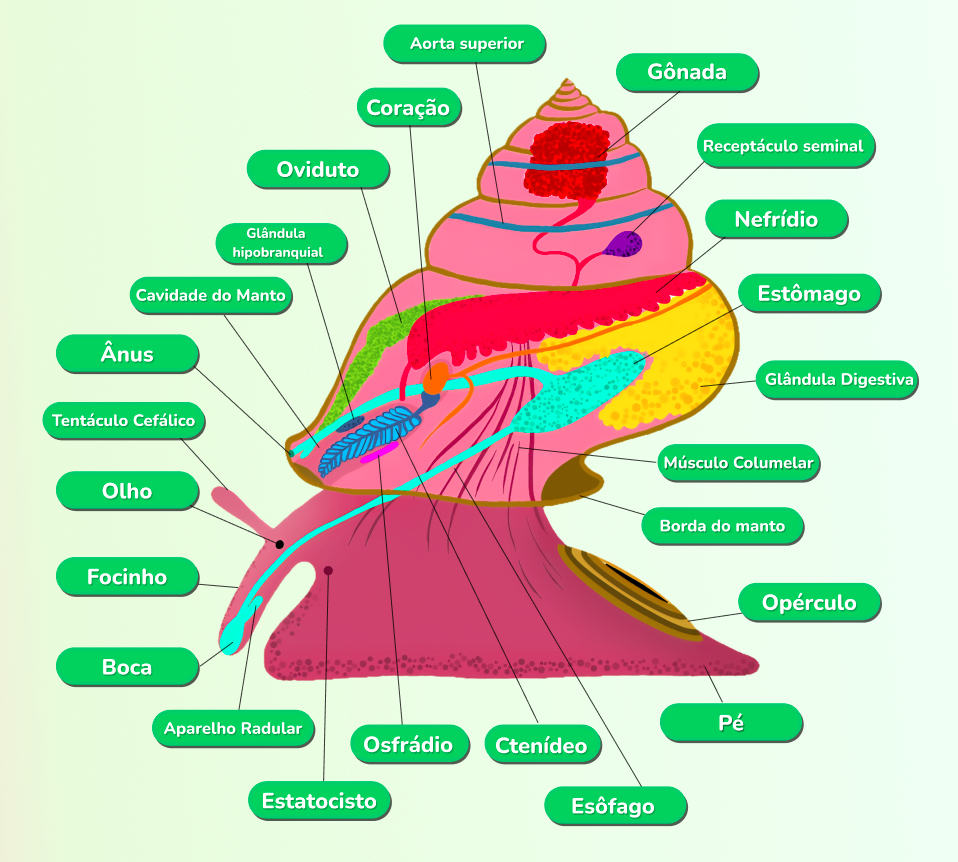 Aorta superior
Gônada
Coração
Receptáculo seminal
Oviduto
Nefrídio
Glândula
hipobranquial
Cavidade do Manto
Estômago
Ânus
Glândula Digestiva
Tentáculo Cefálico
Músculo Columelar
Olho
Borda do manto
Focinho
Opérculo
Boca
Aparelho Radular
Pé
Osfrádio
Ctenídeo
Estatocisto
Esôfago